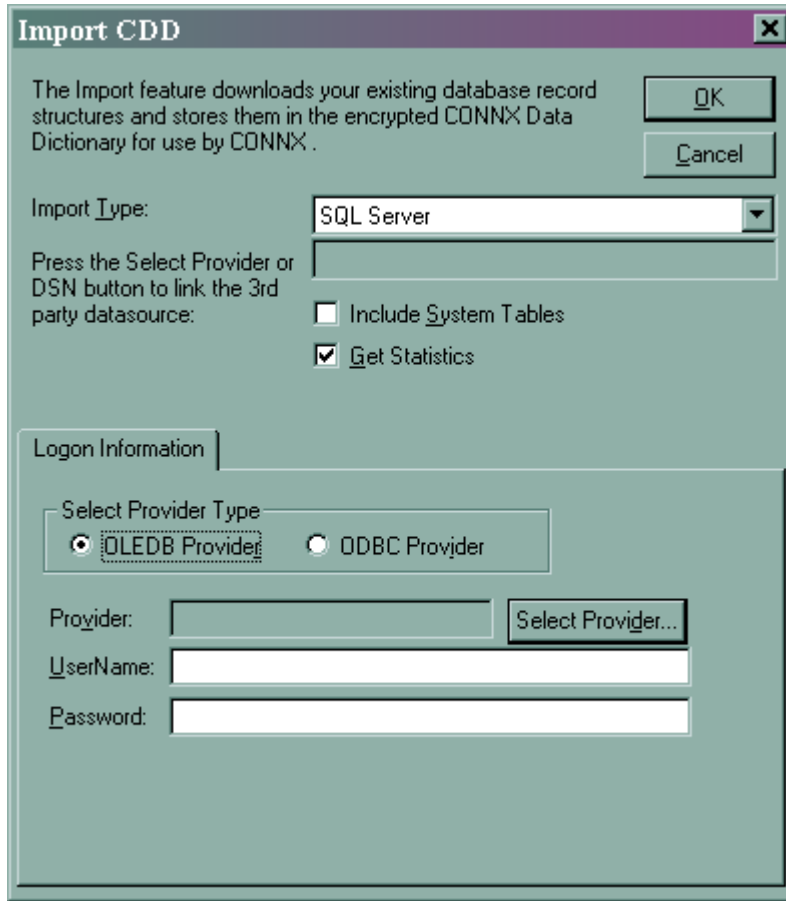 Import CDD
The Import feature downloads your existing database record
structures and stores them in the encrypted CONNX Data
Dictionary for use by CONNX .
OK
Cancel
Import Type:
SQL Server
Press the Select Provider or
DSN button to link the 3rd
party datasource:
Include System Tables
Get Statistics
Logon Information
Select Provider Type
OLEDB Provider
ODBC Provider
Provider:
Select Provider...
UserName:
Password: